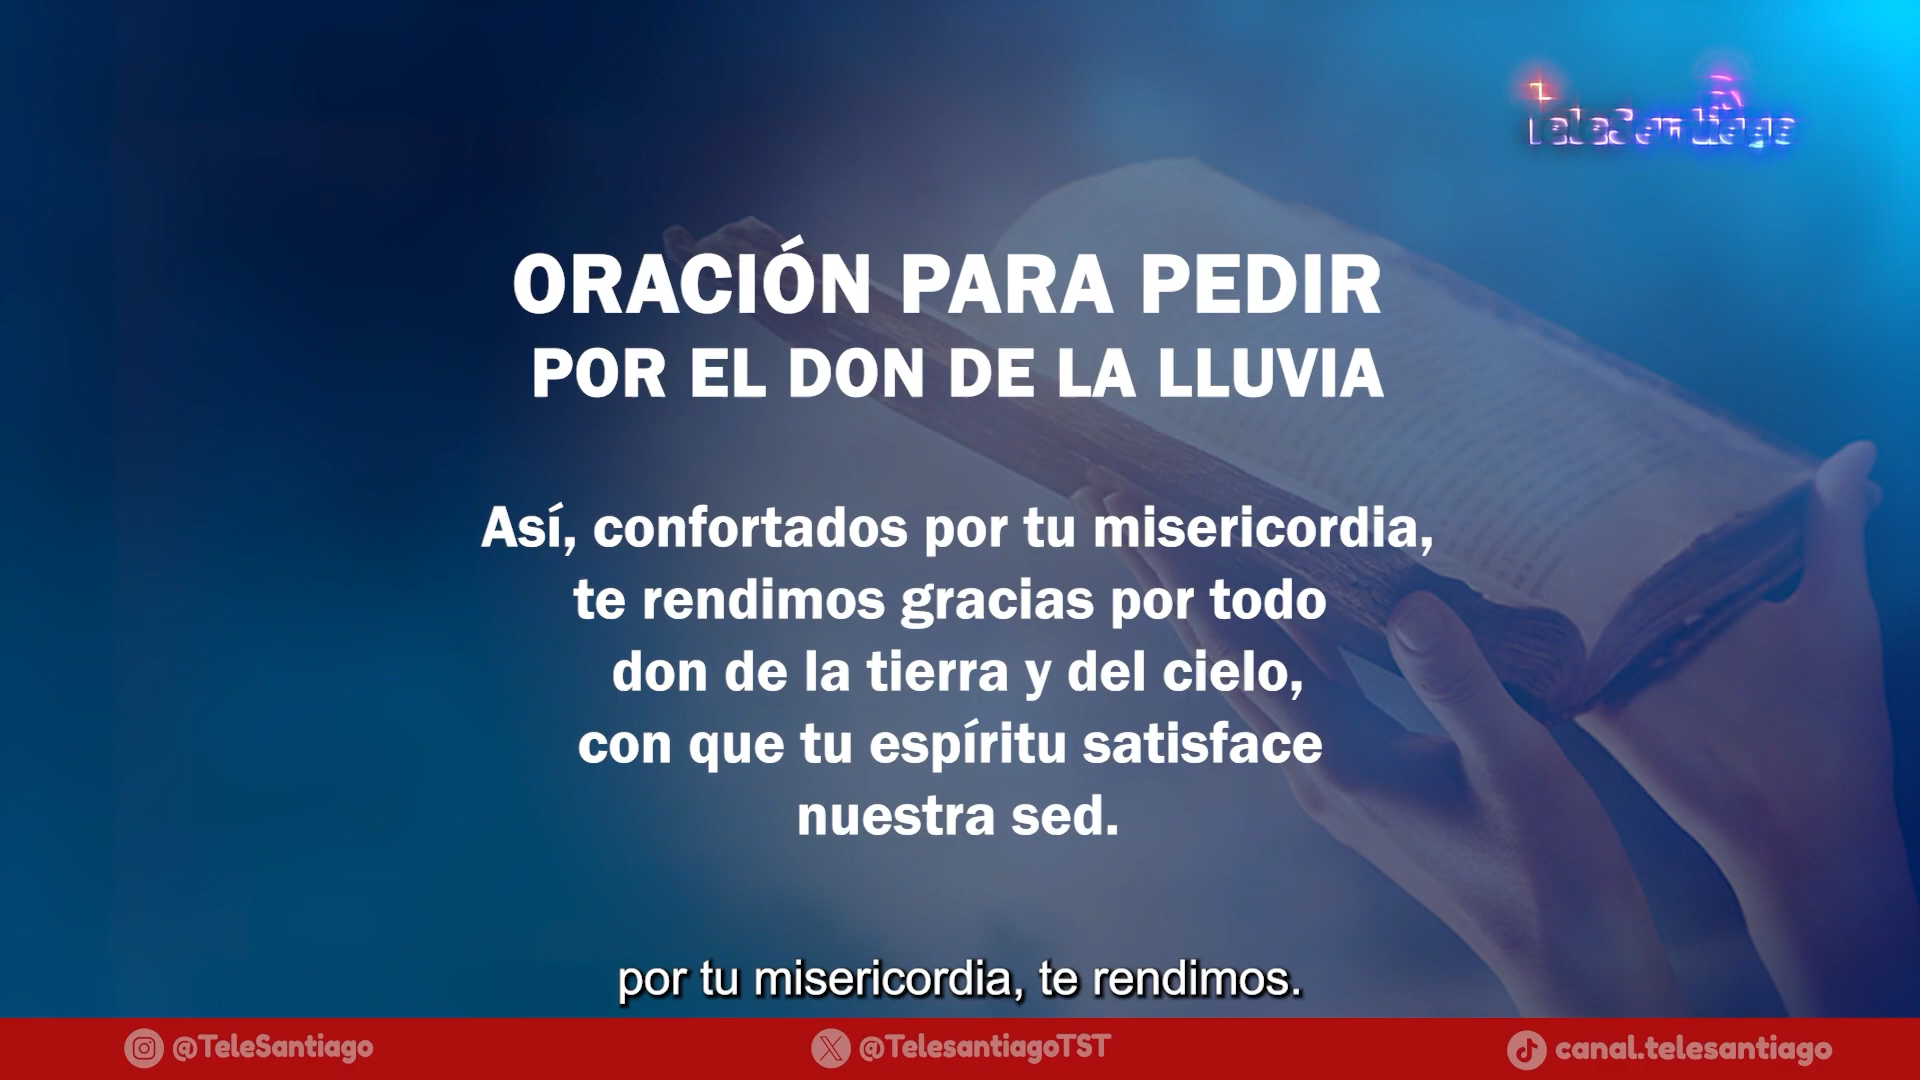 TeleSantiago
ORACIÓN PARA PEDIR
POR EL DON DE LA LLUVIA
Así, confortados por tu misericordia,
te rendimos gracias por todo
don de la tierra y del cielo,
con que tu espíritu satisface
nuestra sed.
por tu misericordia, te rendimos.
@TeleSantiago
@TelesantiagoTST
canal.telesantiago